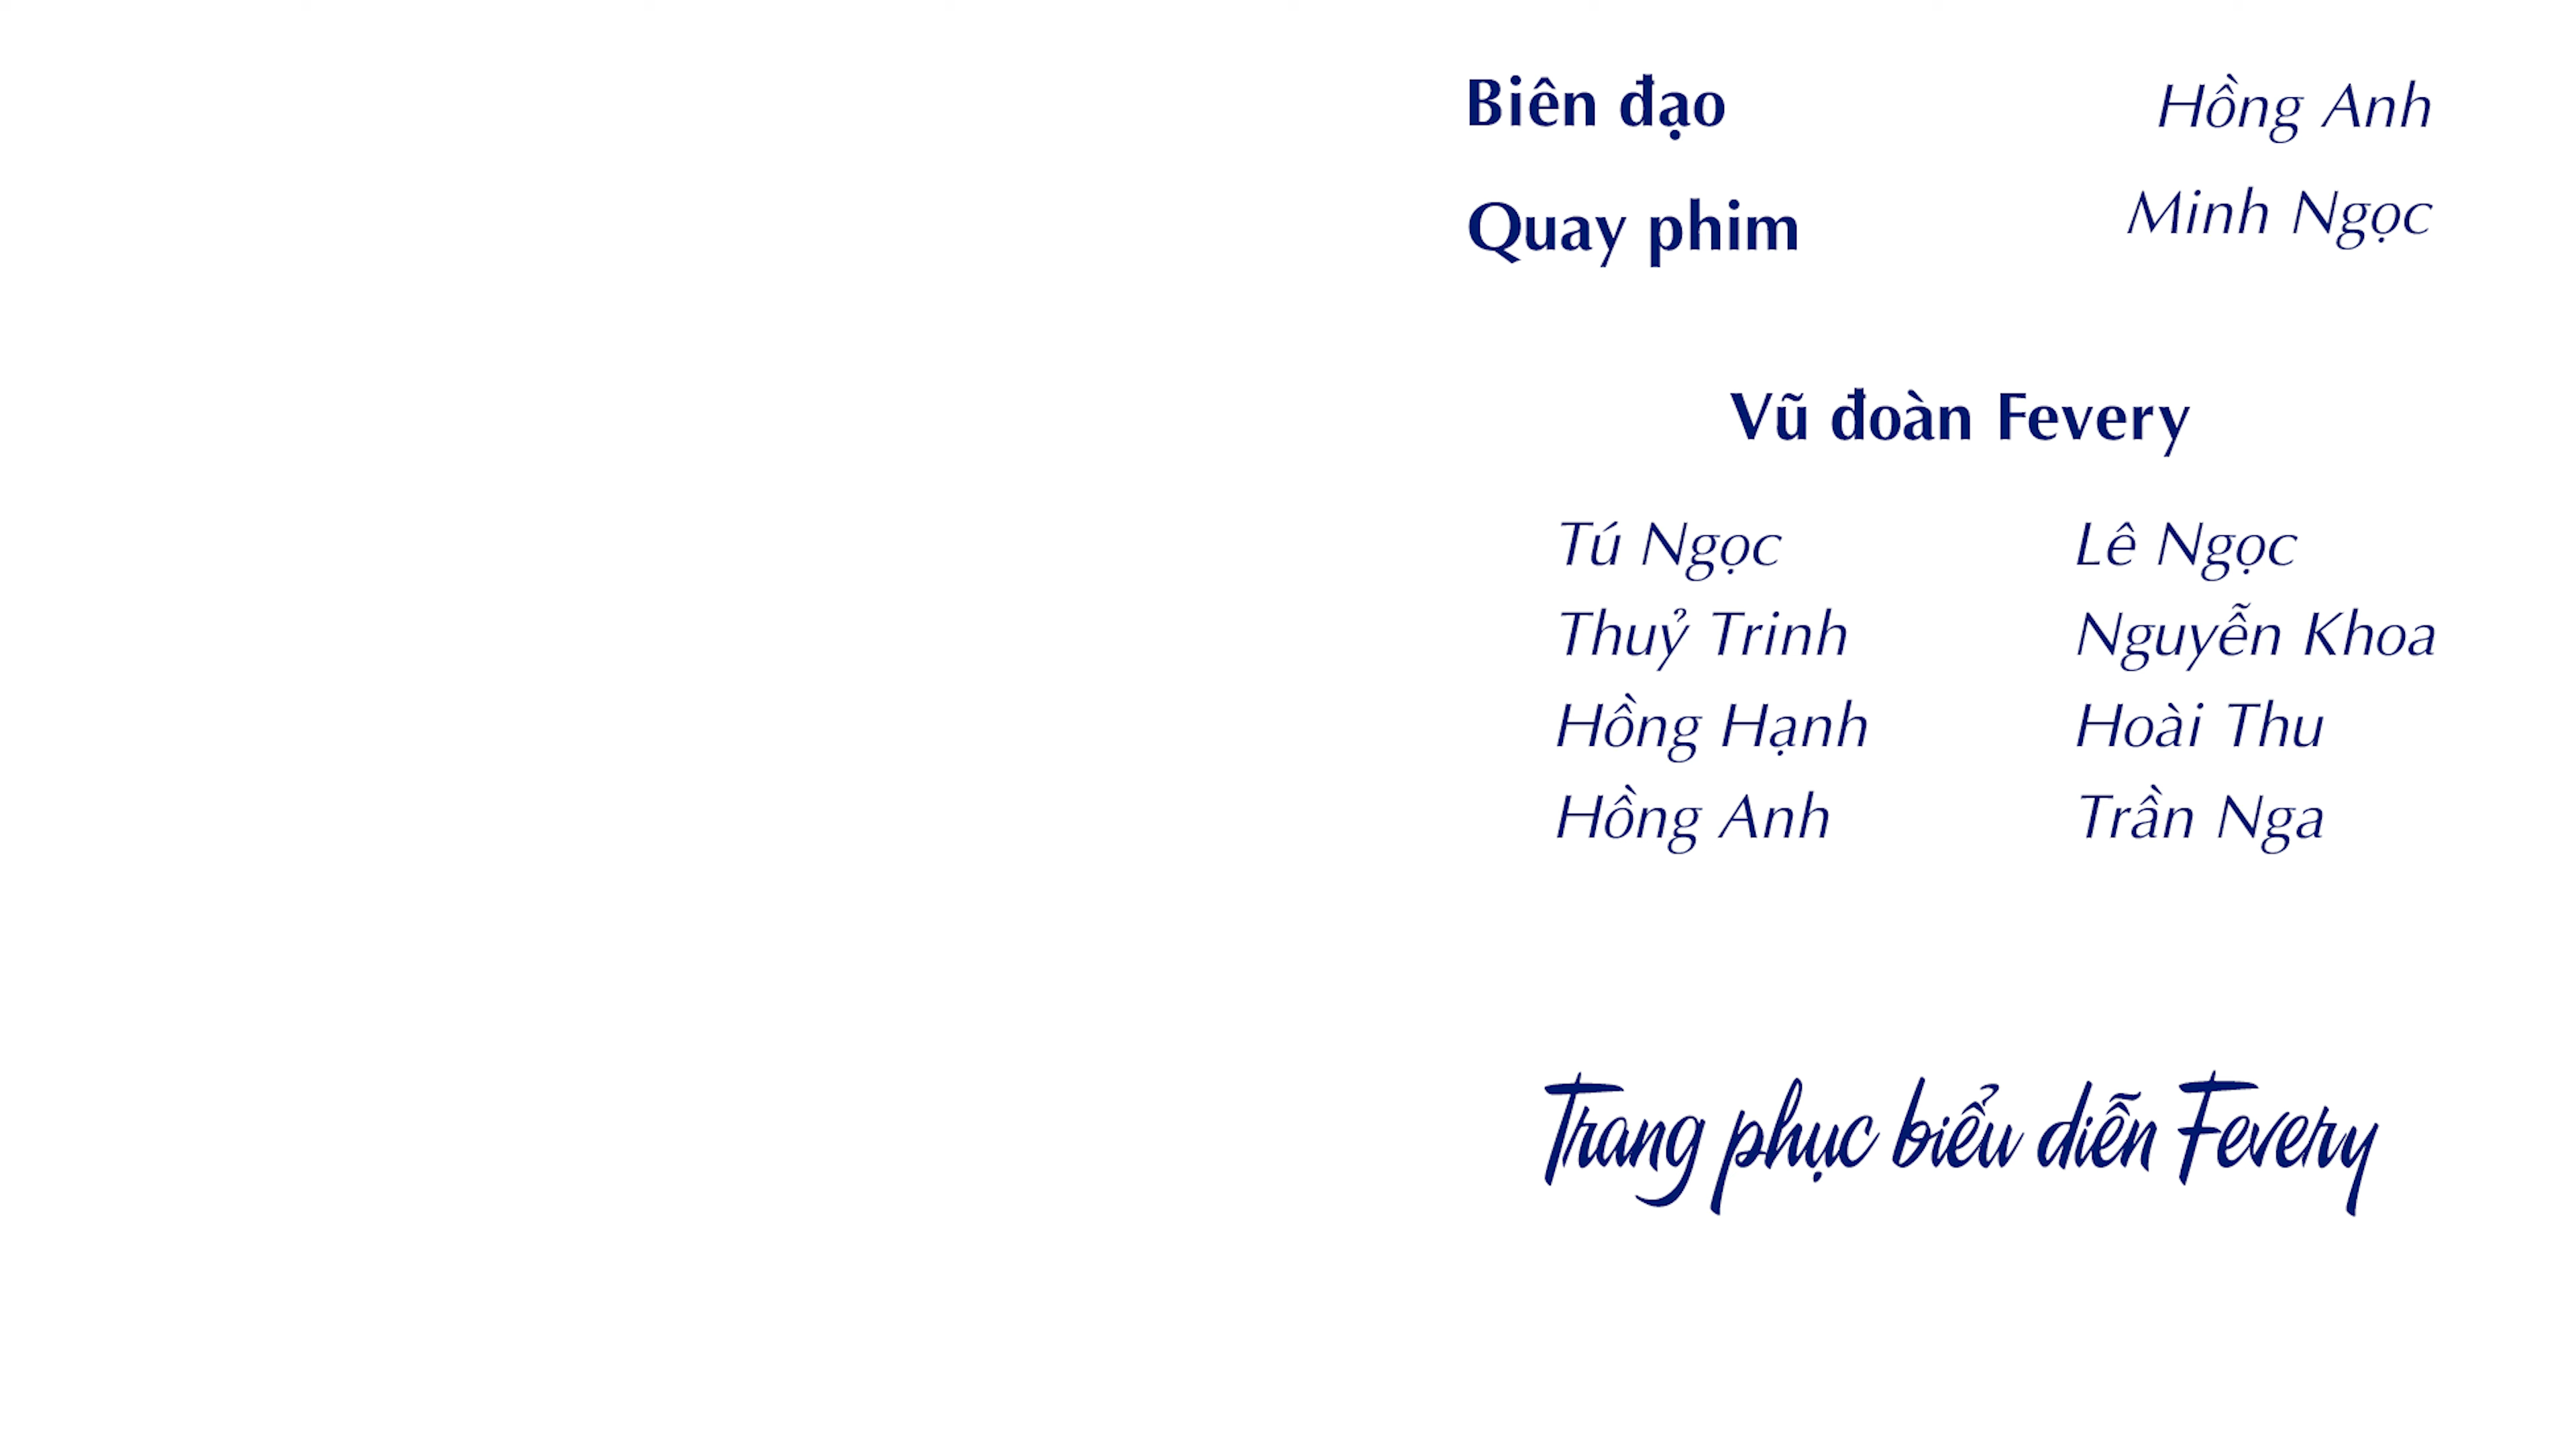 Biên đạo Hồng Anh
Quay phim Minh Ngọc
Vũ đoàn Fevery
Tú Ngọc Lê Ngọc
Thuỷ Trinh Nguyễn Khoa
Hồng Hạnh Hoài Thu
Hồng Anh Trần Nga
Trang phục biểu diễn Fevery